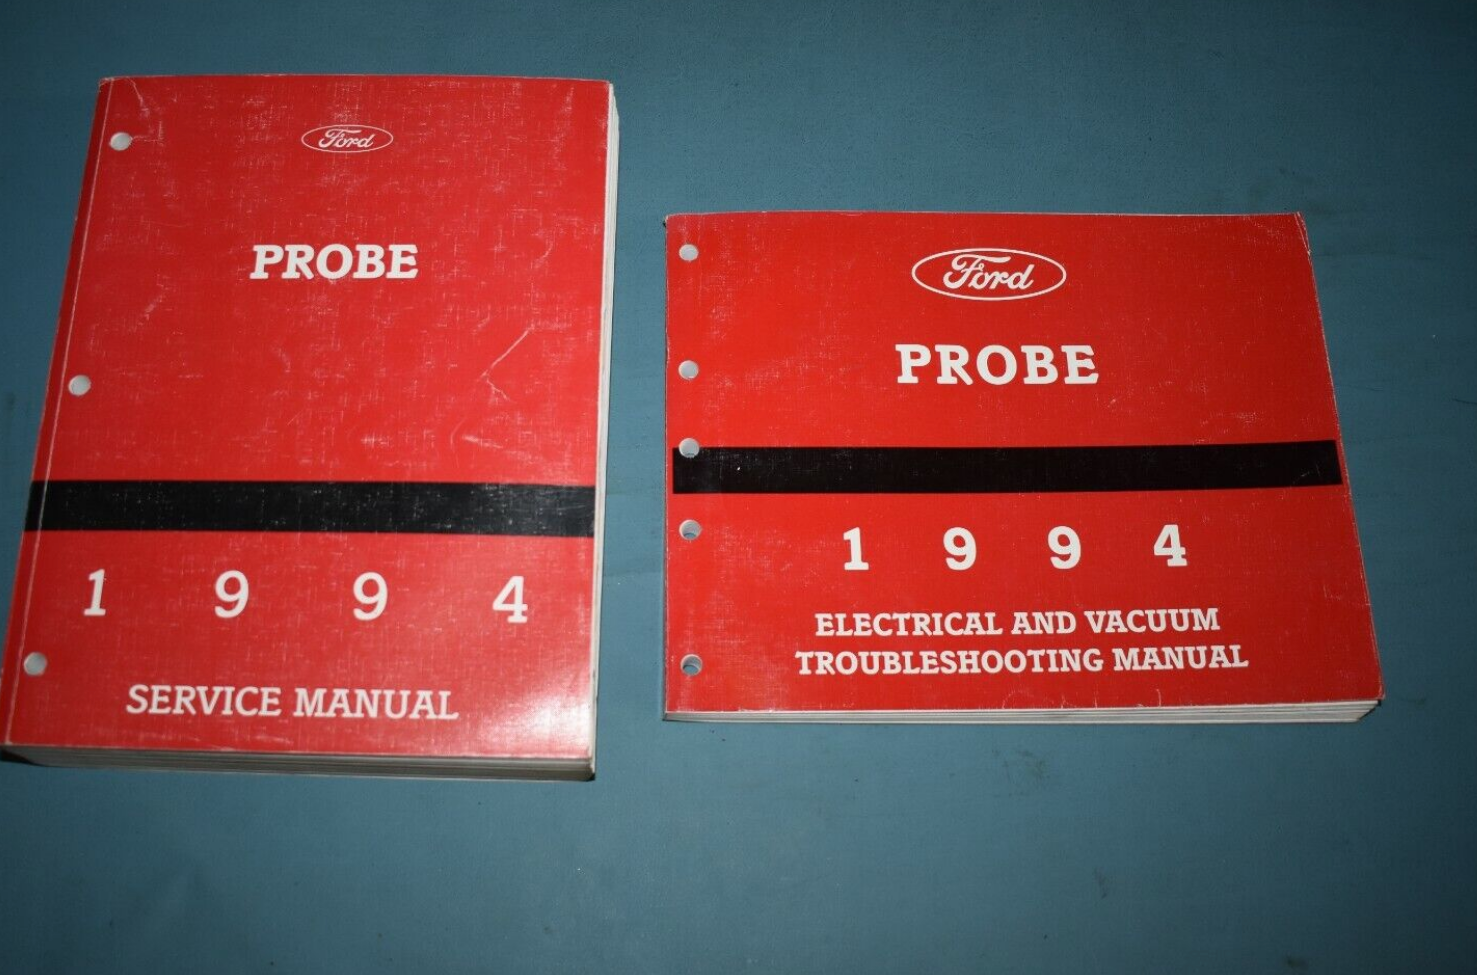 Ford
PROBE
1 9 9 4
SERVICE MANUAL
Ford
PROBE
1 9 9 4
ELECTRICAL AND VACUUM
TROUBLESHOOTING MANUAL